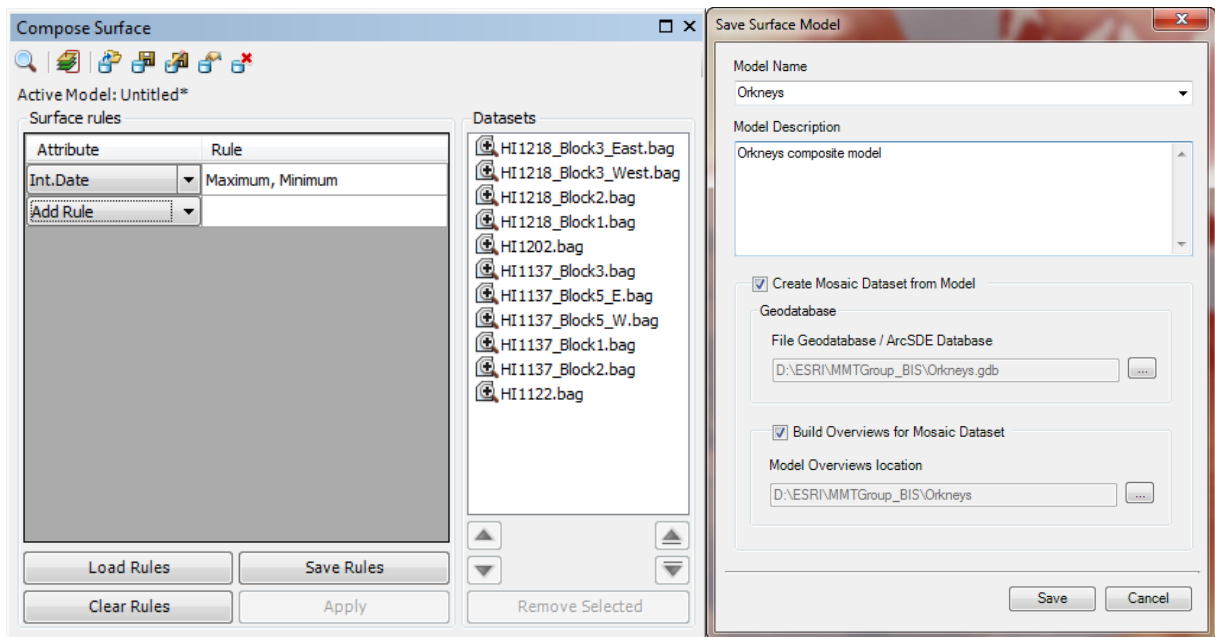 Compose Surface
Active Model: Untitled*
Surface rules
Attribute Rule
Int.Date Maximum, Minimum
Add Rule
Load Rules Save Rules
Clear Rules Apply
Datasets
HI1218_Block3_East.bag
HI1218_Block3_West.bag
HI1218_Block2.bag
HI1218_Block1.bag
HI1202.bag
HI1137_Block3.bag
HI1137_Block5_E.bag
HI1137_Block5_W.bag
HI1137_Block1.bag
HI1137_Block2.bag
HI1122.bag
Remove Selected
Save Surface Model
Model Name
Orkneys
Model Description
Orkneys composite model
Create Mosaic Dataset from Model
Geodatabase
File Geodatabase / ArcSDE Database
D:\ESRI\MMTGroup_BIS\Orkneys.gdb
...
Build Overviews for Mosaic Dataset
Model Overviews location
D:\ESRI\MMTGroup_BIS\Orkneys
...
Save Cancel